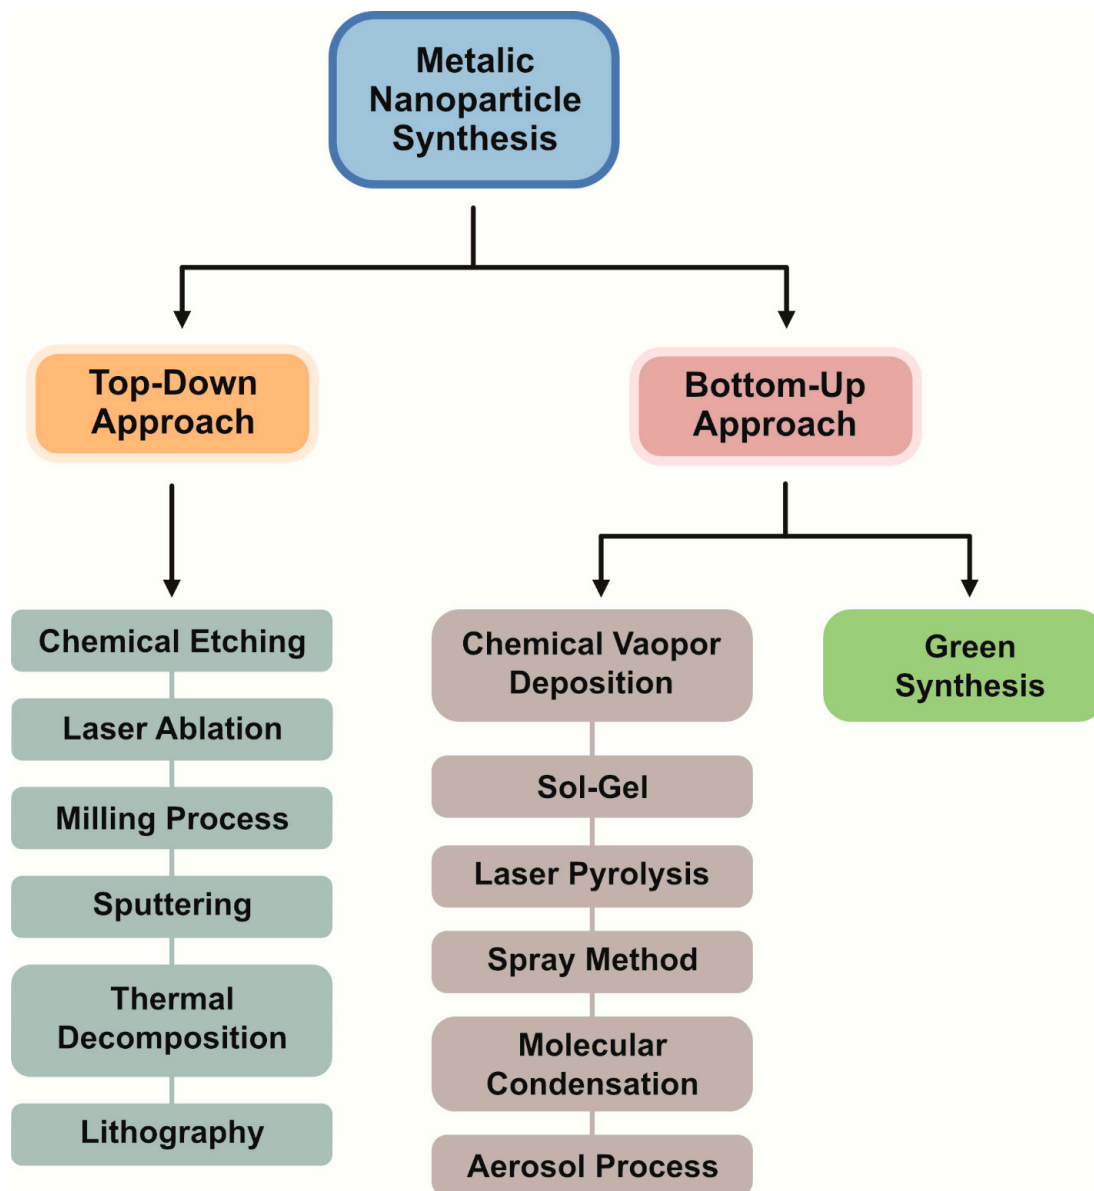 Metalic
Nanoparticle
Synthesis
Top-Down
Approach
Bottom-Up
Approach
Chemical Etching
Laser Ablation
Milling Process
Sputtering
Thermal
Decomposition
Lithography
Chemical Vaopor
Deposition
Sol-Gel
Laser Pyrolysis
Spray Method
Molecular
Condensation
Aerosol Process
Green
Synthesis